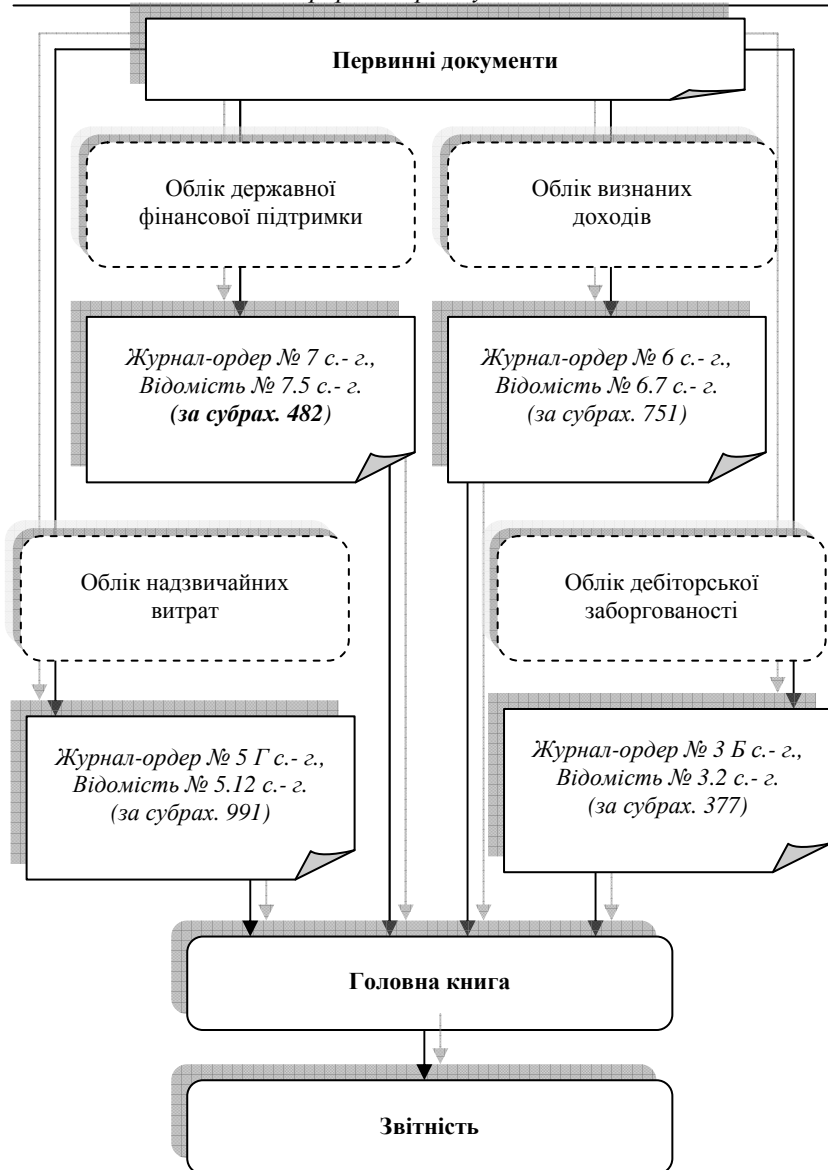 Первинні документи
Облік державної
фінансової підтримки
Облік визнаних
доходів
Журнал-ордер № 7 с.- г.,
Відомість № 7.5 с.- г.
(за субрах. 482)
Журнал-ордер № 6 с.- г.,
Відомість № 6.7 с.- г.
(за субрах. 751)
Облік надзвичайних
витрат
Облік дебіторської
заборгованості
Журнал-ордер № 5 Г с.- г.,
Відомість № 5.12 с.- г.
(за субрах. 991)
Журнал-ордер № 3 Б с.- г.,
Відомість № 3.2 с.- г.
(за субрах. 377)
Головна книга
Звітність